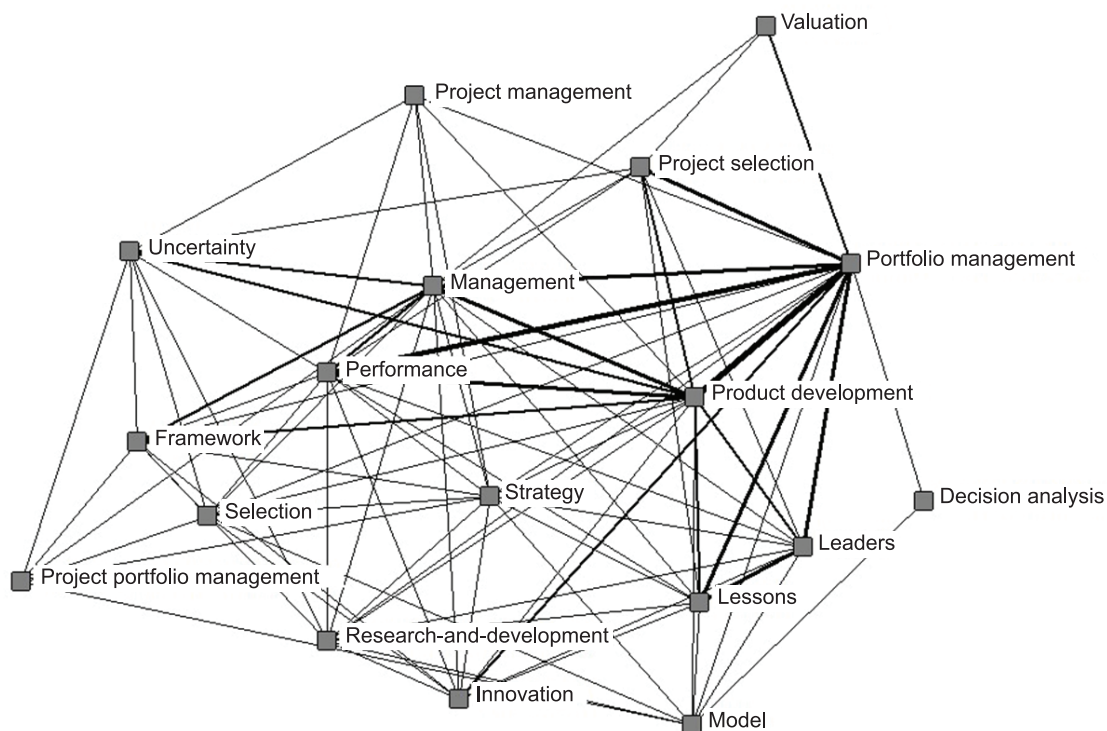 Valuation
Project management
Project selection
Uncertainty
Portfolio management
Management
Performance
Product development
Framework
Strategy
Decision analysis
Selection
Leaders
Project portfolio management
Lessons
Research-and-development
Innovation
Model